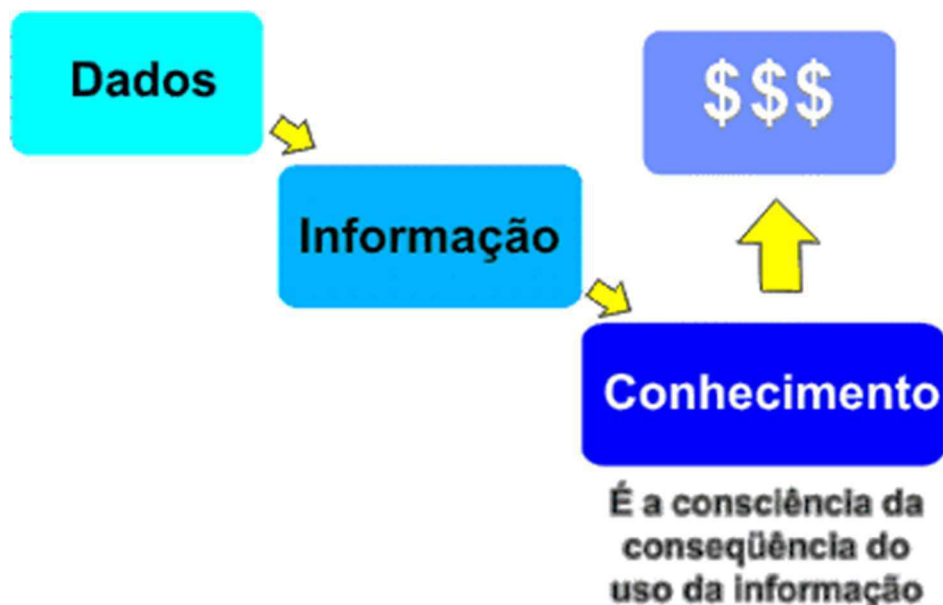 Dados
$$$
Informação
Conhecimento
É a consciência da
conseqüência do
uso da informação